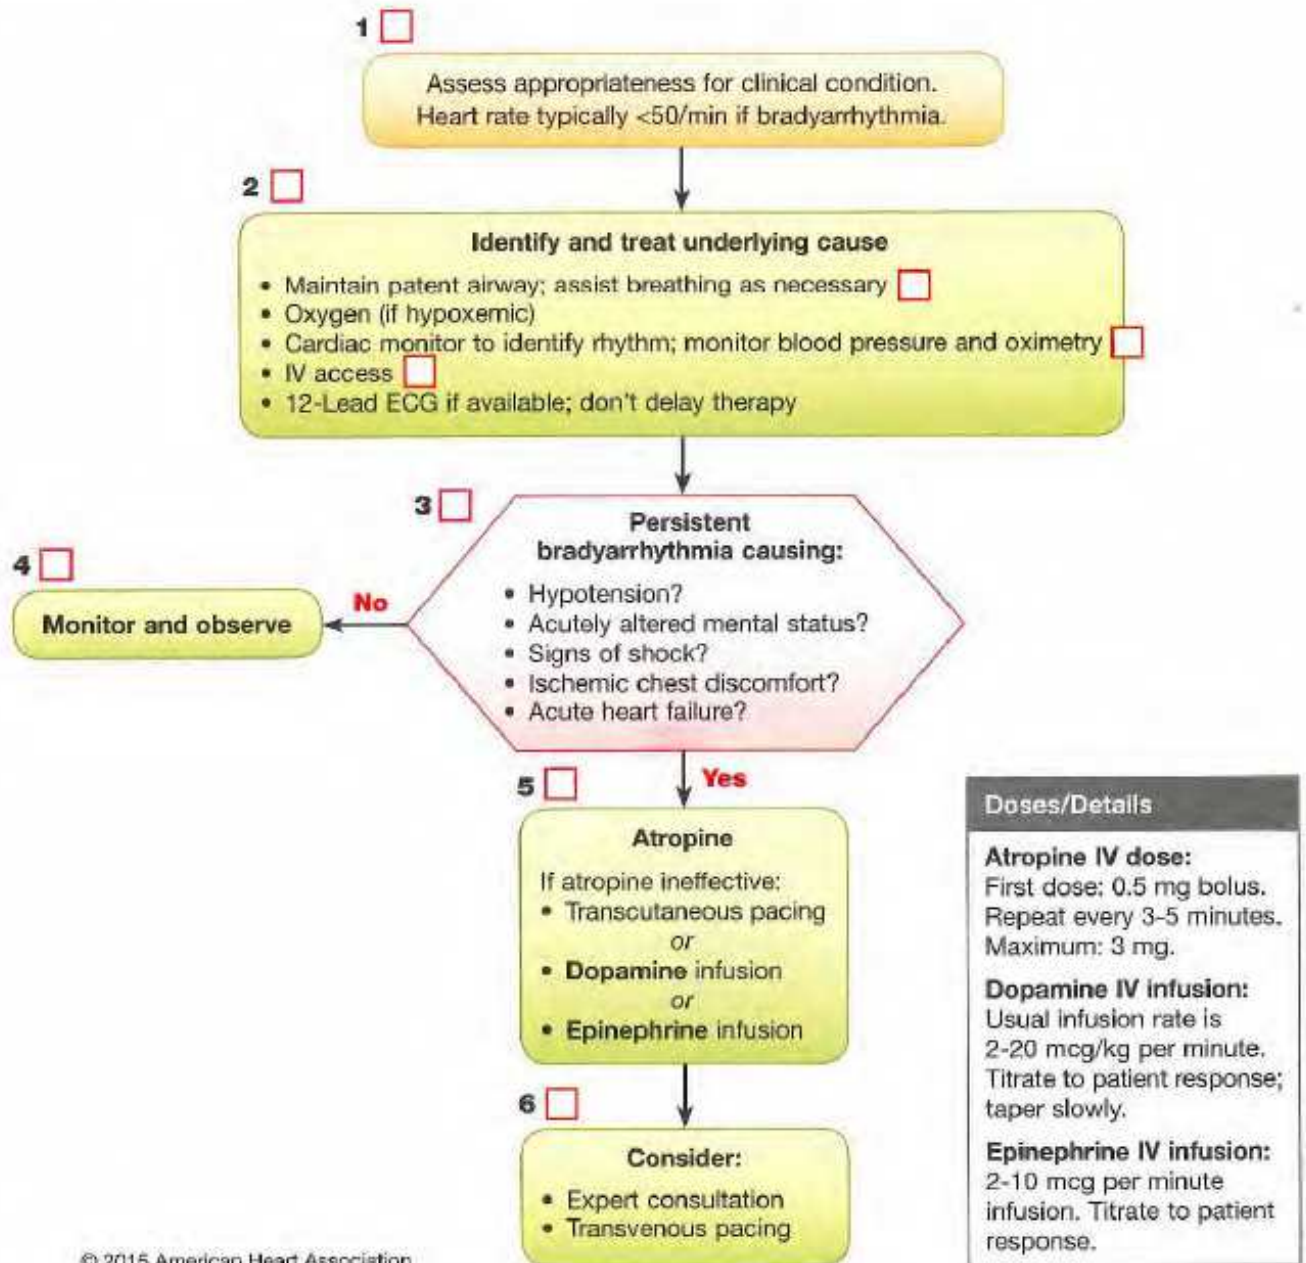 1
Assess appropriateness for clinical condition.
Heart rate typically <50/min if bradyarrhythmia.
2
Identify and treat underlying cause
• Maintain patent airway; assist breathing as necessary
• Oxygen (if hypoxemic)
• Cardiac monitor to identify rhythm; monitor blood pressure and oximetry
• IV access
• 12-Lead ECG if available; don't delay therapy
3
Persistent
bradyarrhythmia causing:
• Hypotension?
• Acutely altered mental status?
• Signs of shock?
• Ischemic chest discomfort?
• Acute heart failure?
4
No
Monitor and observe
Yes
5
Atropine
If atropine ineffective:
• Transcutaneous pacing
or
• Dopamine infusion
or
• Epinephrine infusion
6
Consider:
• Expert consultation
• Transvenous pacing
Doses/Details
Atropine IV dose:
First dose: 0.5 mg bolus.
Repeat every 3-5 minutes.
Maximum: 3 mg.
Dopamine IV infusion:
Usual infusion rate is
2-20 mcg/kg per minute.
Titrate to patient response;
taper slowly.
Epinephrine IV infusion:
2-10 mcg per minute
infusion. Titrate to patient
response.
© 2015 American Heart Association